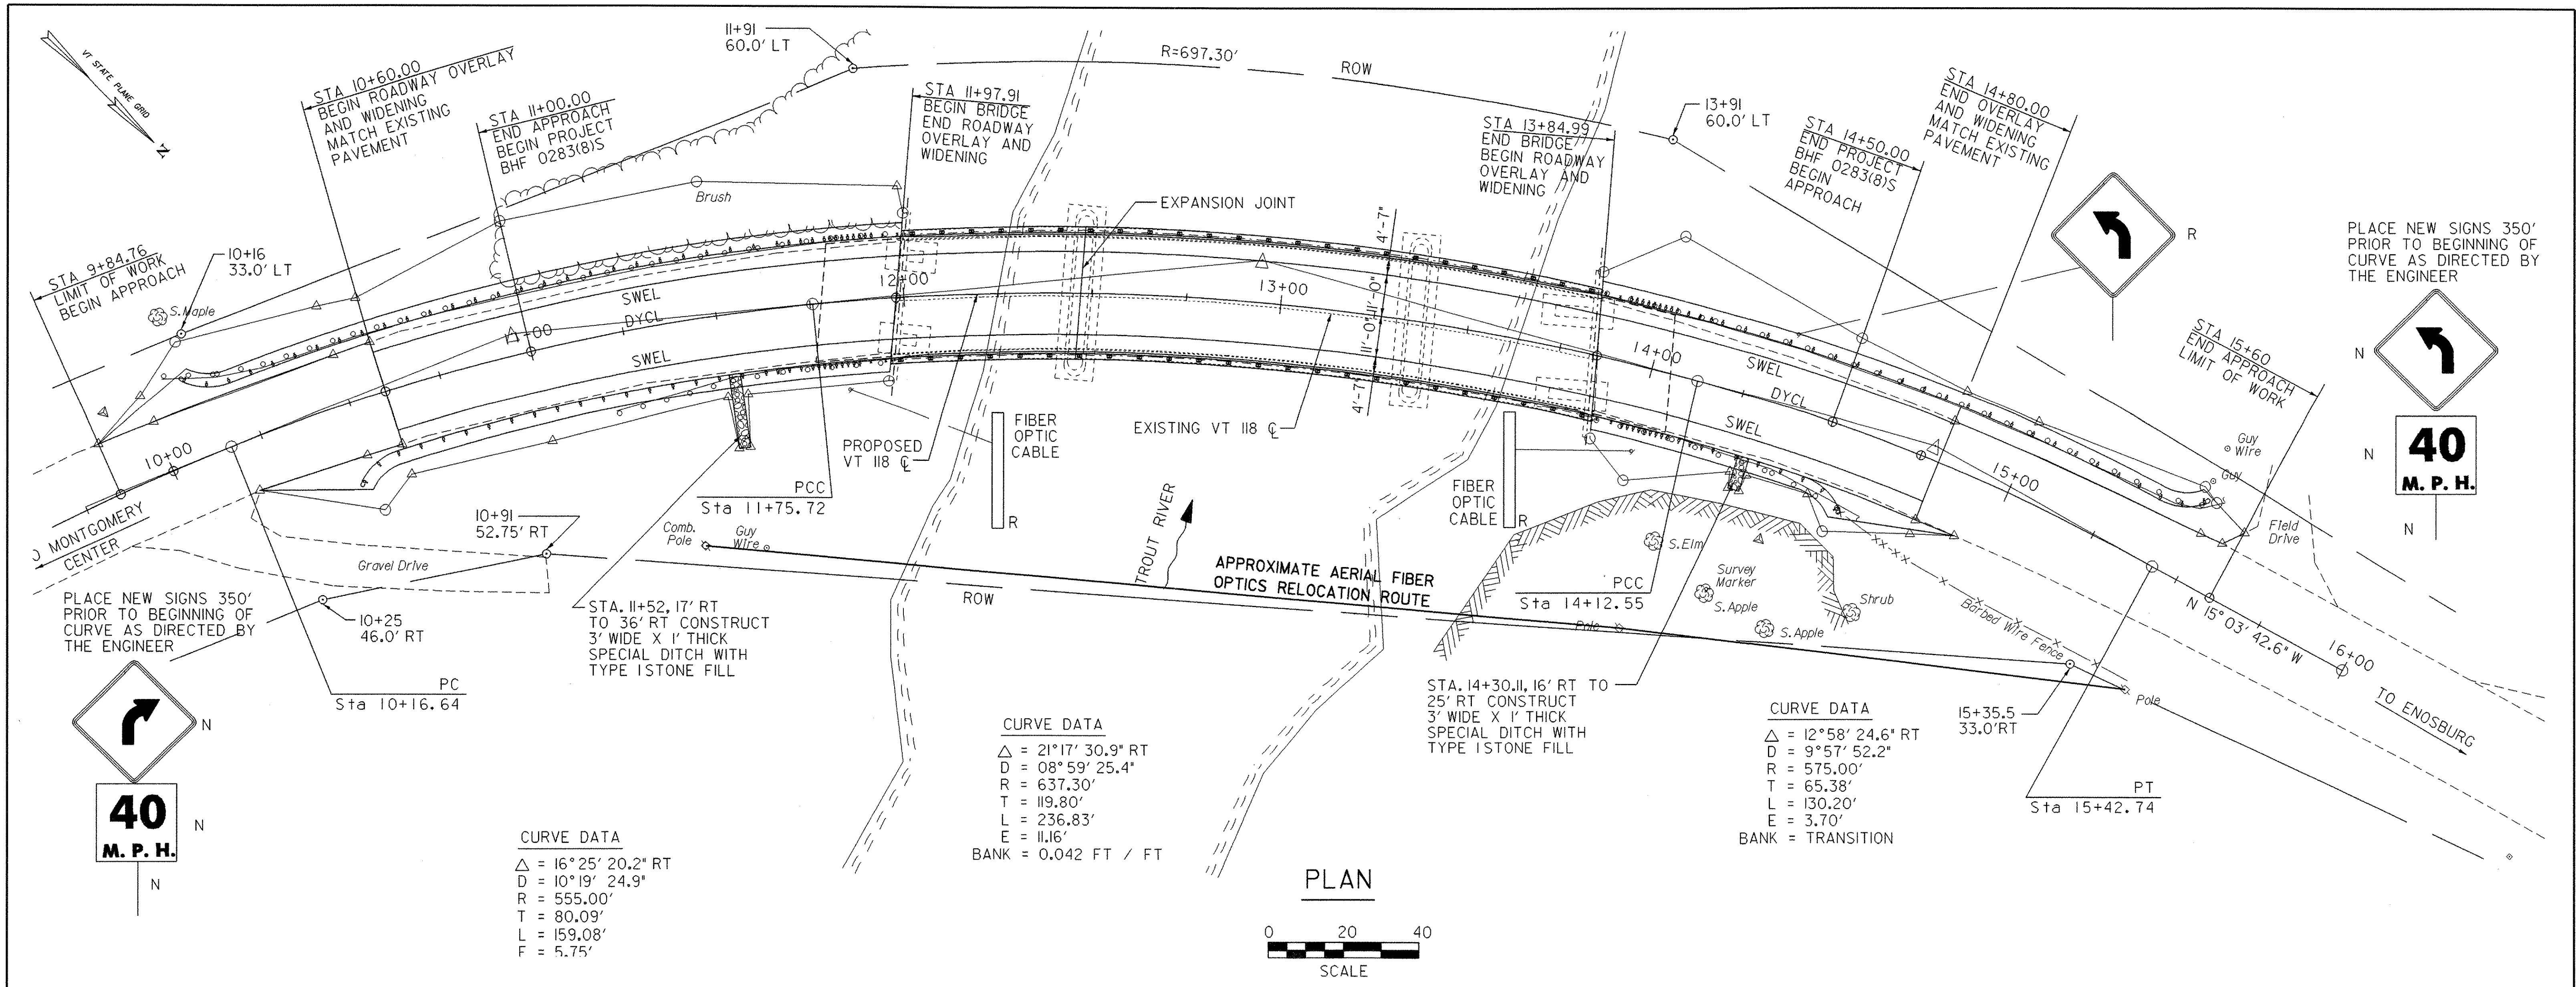 VT STATE PLANE GRID
Z
STA 9+84.76
LIMIT OF WORK
BEGIN APPROACH
S.Maple
10+16
33.0' LT
STA 10+60.00
BEGIN ROADWAY OVERLAY
AND WIDENING
MATCH EXISTING
PAVEMENT
STA 11+00.00
END APPROACH
BEGIN PROJECT
BHF 0283(8)S
Brush
11+91
60.0' LT
STA 11+97.91
BEGIN BRIDGE
END ROADWAY
OVERLAY AND
WIDENING
R=697.30'
ROW
EXPANSION JOINT
STA 13+84.99
END BRIDGE
BEGIN ROADWAY
OVERLAY AND
WIDENING
13+91
60.0' LT
STA 14+50.00
END PROJECT
BHF 0283(8)S
BEGIN
APPROACH
STA 14+80.00
END OVERLAY
AND WIDENING
MATCH EXISTING
PAVEMENT
R
PLACE NEW SIGNS 350'
PRIOR TO BEGINNING OF
CURVE AS DIRECTED BY
THE ENGINEER
N
40
M. P. H.
N
N
STA 15+60
END APPROACH
LIMIT OF WORK
Guy
Wire
Guy
Field
Drive
SWEL
DYCL
SWEL
10+00
+00
12+00
13+00
14+00
15+00
16+00
4'-7"
11'-0"
11'-0"
4'-7"
SWEL
DYCL
SWEL
PROPOSED
VT 118 ℄
EXISTING VT 118 ℄
FIBER
OPTIC
CABLE
R
FIBER
OPTIC
CABLE
R
PCC
Sta 11+75.72
Comb.
Pole
Guy
Wire
TROUT RIVER
APPROXIMATE AERIAL FIBER
OPTICS RELOCATION ROUTE
ROW
PCC
Sta 14+12.55
S.Elm
Survey
Marker
S.Apple
S.Apple
Shrub
Pole
Barbed Wire Fence
Pole
N 15° 03' 42.6" W
TO ENOSBURG
O MONTGOMERY
CENTER
Gravel Drive
10+91
52.75' RT
10+25
46.0' RT
PLACE NEW SIGNS 350'
PRIOR TO BEGINNING OF
CURVE AS DIRECTED BY
THE ENGINEER
N
40
M. P. H.
N
N
PC
Sta 10+16.64
STA. 11+52, 17' RT
TO 36' RT CONSTRUCT
3' WIDE X 1' THICK
SPECIAL DITCH WITH
TYPE I STONE FILL
STA. 14+30.11, 16' RT TO
25' RT CONSTRUCT
3' WIDE X 1' THICK
SPECIAL DITCH WITH
TYPE I STONE FILL
15+35.5
33.0'RT
PT
Sta 15+42.74
CURVE DATA
△ = 16°25' 20.2" RT
D = 10°19' 24.9"
R = 555.00'
T = 80.09'
L = 159.08'
E = 5.75'
CURVE DATA
△ = 21°17' 30.9" RT
D = 08°59' 25.4"
R = 637.30'
T = 119.80'
L = 236.83'
E = 11.16'
BANK = 0.042 FT / FT
CURVE DATA
△ = 12°58' 24.6" RT
D = 9°57' 52.2"
R = 575.00'
T = 65.38'
L = 130.20'
E = 3.70'
BANK = TRANSITION
PLAN
0 20 40
SCALE